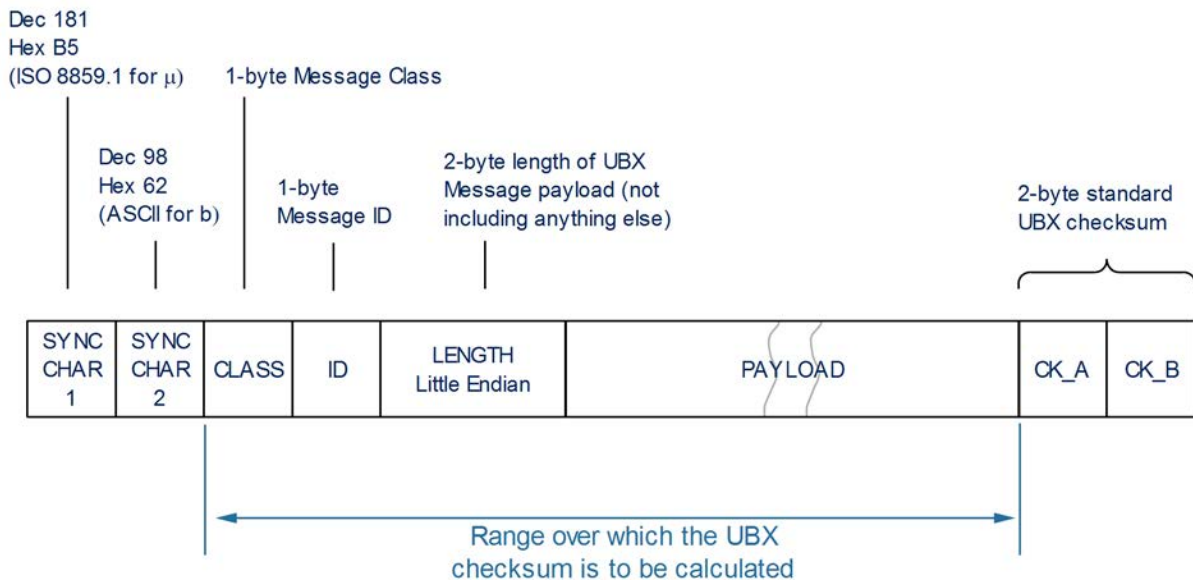 Dec 181
Hex B5
(ISO 8859.1 for μ)
1-byte Message Class
Dec 98
Hex 62
(ASCII for b)
1-byte
Message ID
2-byte length of UBX
Message payload (not
including anything else)
2-byte standard
UBX checksum
SYNC
CHAR
1
SYNC
CHAR
2
CLASS
ID
LENGTH
Little Endian
PAYLOAD
CK_A
CK_B
Range over which the UBX
checksum is to be calculated